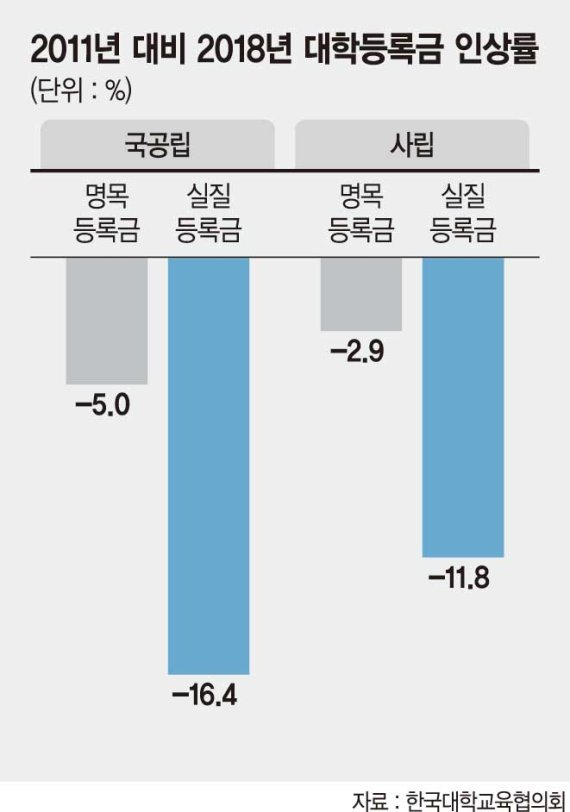 2011년 대비 2018년 대학등록금 인상률
(단위 : %)
국공립 사립
명목 실질 명목 실질
등록금 등록금 등록금 등록금
-2.9
-5.0
-11.8
-16.4
자료 : 한국대학교육협의회